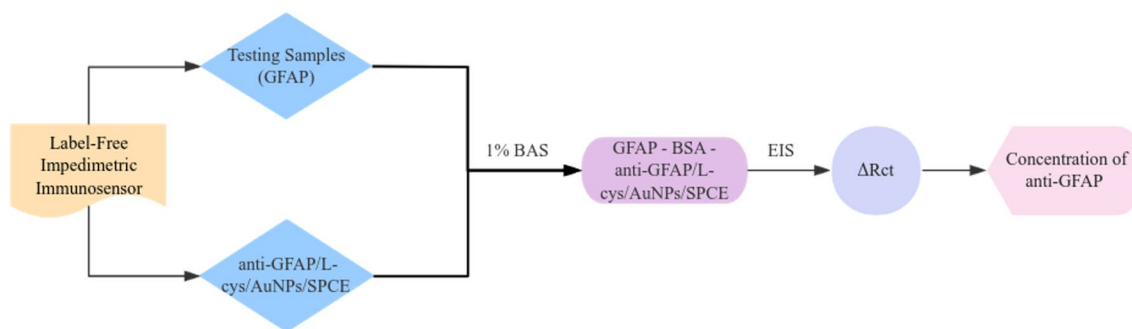 Testing Samples
(GFAP)
Label-Free
Impedimetric
Immunosensor
anti-GFAP/L-
cys/AuNPs/SPCE
1% BAS
GFAP - BSA -
anti-GFAP/L-
cys/AuNPs/SPCE
EIS
ΔRct
Concentration of
anti-GFAP